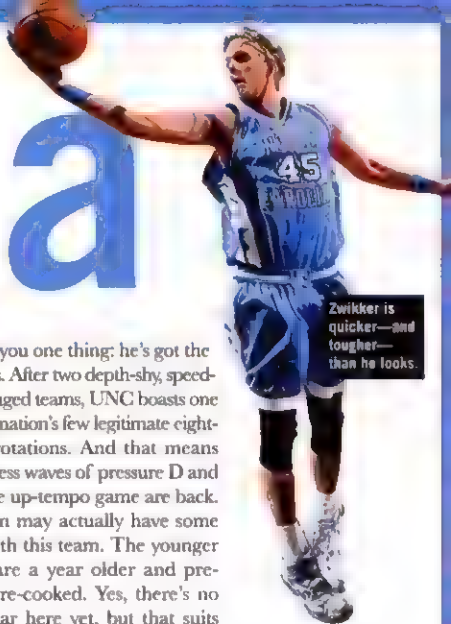 a
45
Zwikker is
quicker—and
tougher—
than he looks.
you one thing: he's got the
s. After two depth-shy, speed-
ged teams, UNC boasts one
nation's few legitimate eight-
rotations. And that means
ess waves of pressure D and
e up-tempo game are back.
n may actually have some
th this team. The younger
are a year older and pre-
re-cooked. Yes, there's no
ar here yet, but that suits